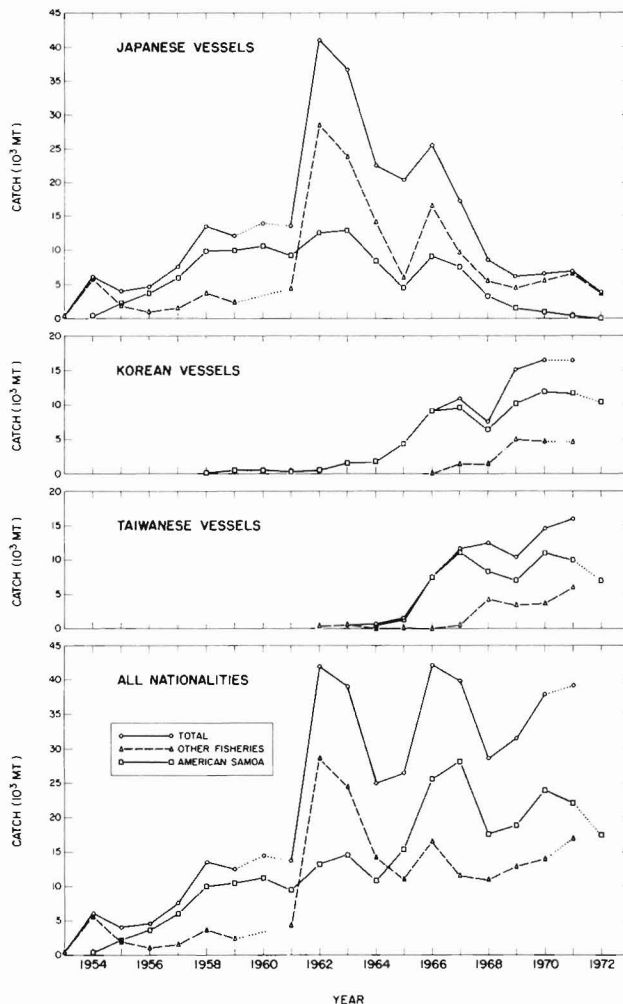 JAPANESE VESSELS
45
40
35
30
25
20
15
10
5
0
CATCH (10³ MT)
KOREAN VESSELS
20
15
10
5
0
CATCH (10³ MT)
TAIWANESE VESSELS
20
15
10
5
0
CATCH (10³ MT)
ALL NATIONALITIES
TOTAL
OTHER FISHERIES
AMERICAN SAMOA
45
40
35
30
25
20
15
10
5
0
CATCH (10³ MT)
1954 1956 1958 1960 1962 1964 1966 1968 1970 1972
YEAR